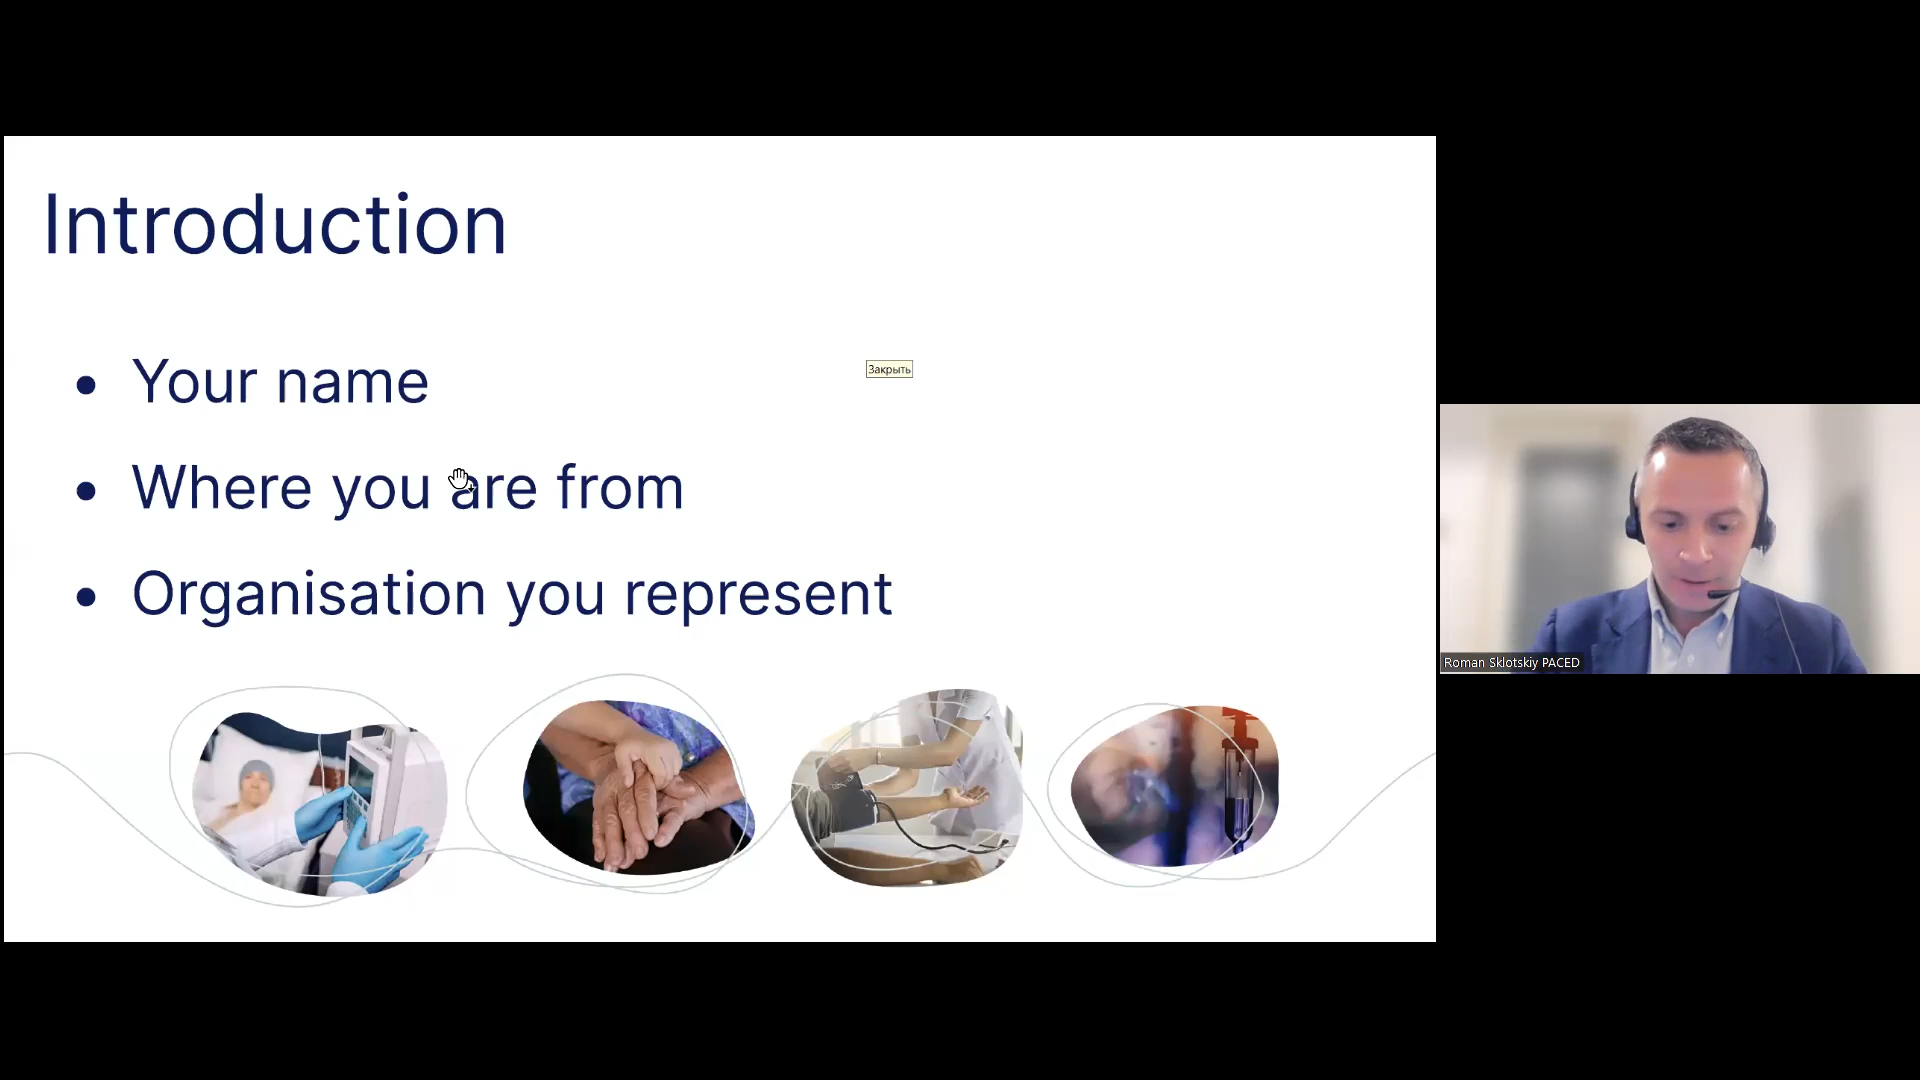 Introduction
• Your name
Закрыть
• Where you are from
• Organisation you represent
Roman Sklotskiy PACED